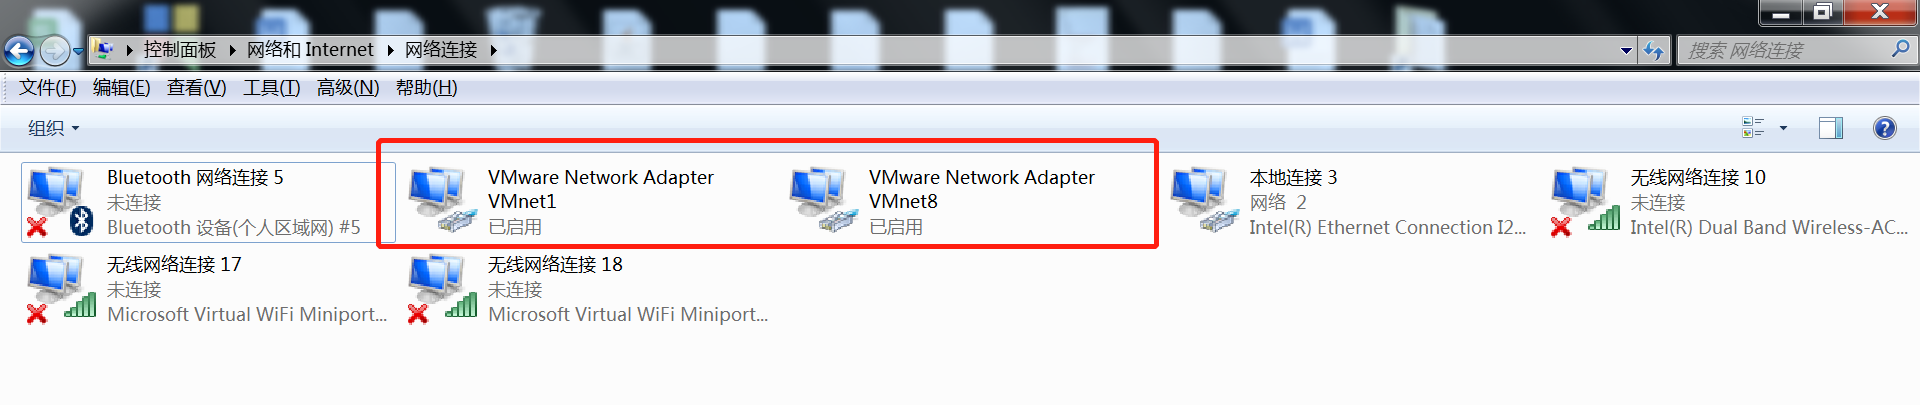 控制面板 网络和 Internet 网络连接
搜索 网络连接
文件(F) 编辑(E) 查看(V) 工具(T) 高级(N) 帮助(H)
组织
Bluetooth 网络连接 5
未连接
Bluetooth 设备(个人区域网) #5
VMware Network Adapter
VMnet1
已启用
VMware Network Adapter
VMnet8
已启用
本地连接 3
网络 2
Intel(R) Ethernet Connection I2...
无线网络连接 10
未连接
Intel(R) Dual Band Wireless-AC...
无线网络连接 17
未连接
Microsoft Virtual WiFi Miniport...
无线网络连接 18
未连接
Microsoft Virtual WiFi Miniport...